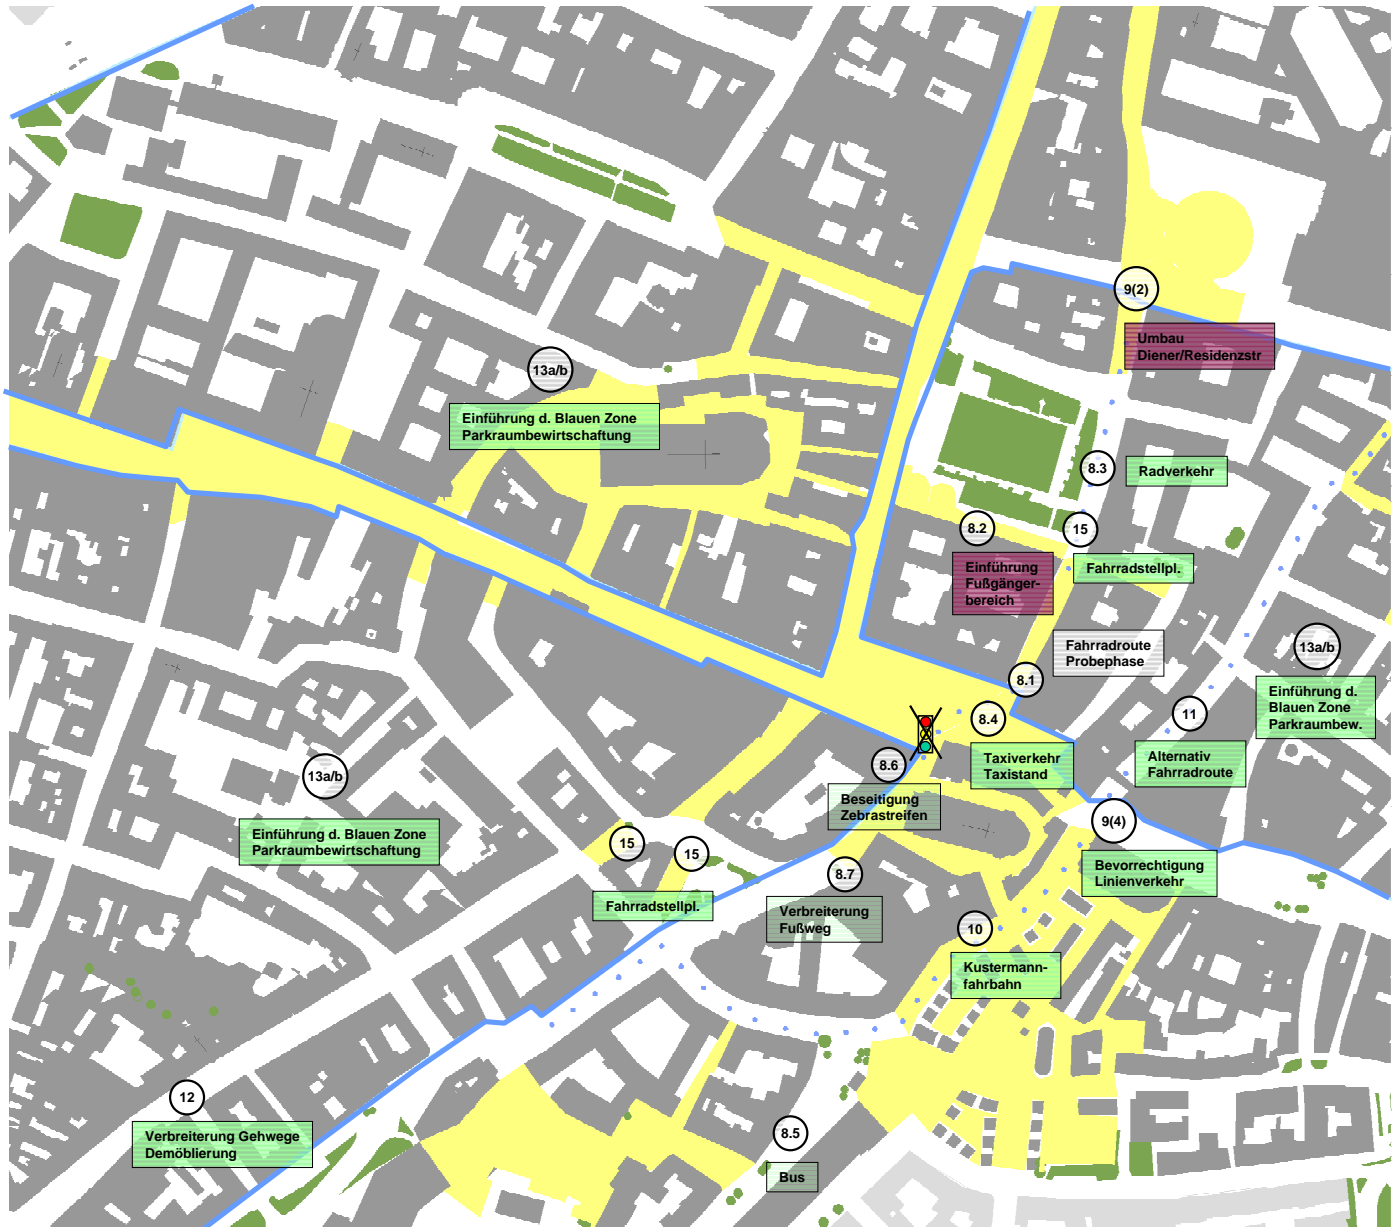 9(2)
Umbau
Diener/Residenzstr
13a/b
Einführung d. Blauen Zone
Parkraumbewirtschaftung
8.3
Radverkehr
8.2
15
Einführung
Fußgänger-
bereich
Fahrradstellpl.
Fahrradroute
Probephase
13a/b
8.1
Einführung d.
Blauen Zone
Parkraumbew.
11
8.4
Alternativ
Fahrradroute
Taxiverkehr
Taxistand
8.6
Beseitigung
Zebrastreifen
13a/b
Einführung d. Blauen Zone
Parkraumbewirtschaftung
9(4)
Bevorrechtigung
Linienverkehr
15
15
Fahrradstellpl.
8.7
Verbreiterung
Fußweg
10
Kustermann-
fahrbahn
12
Verbreiterung Gehwege
Demöblierung
8.5
Bus